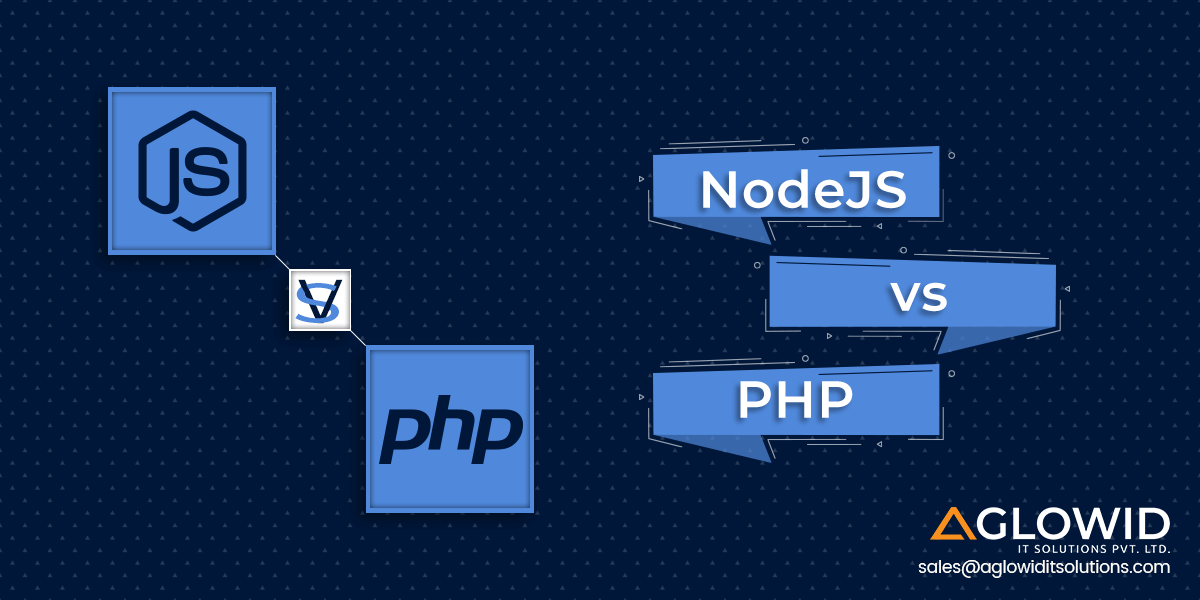 JS
VS
php
NodeJS
vs
PHP
AGLOWID
IT SOLUTIONS PVT. LTD.
sales@aglowiditsolutions.com